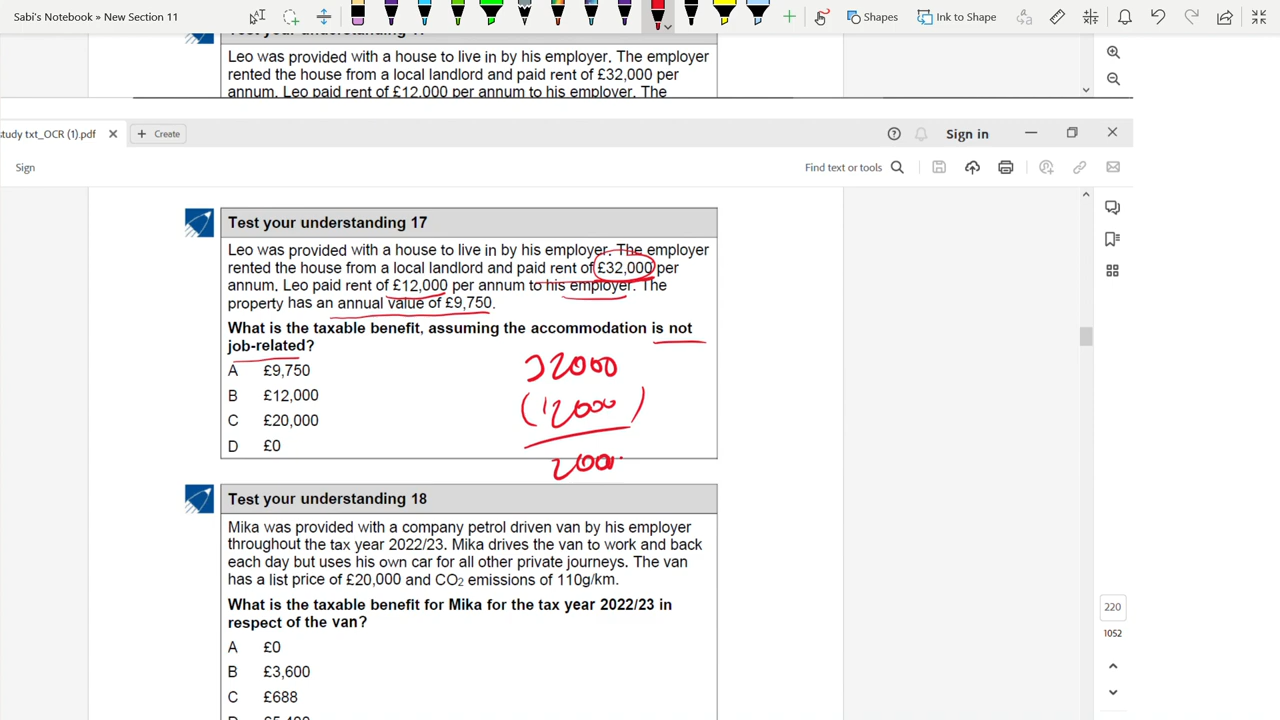 Sabi's Notebook » New Section 11
Shapes
Ink to Shape
Leo was provided with a house to live in by his employer. The employer
rented the house from a local landlord and paid rent of £32,000 per
annum. Leo paid rent of £12,000 per annum to his employer. The
study txt_OCR (1).pdf
Create
Sign in
Sign
Find text or tools
Test your understanding 17
Leo was provided with a house to live in by his employer. The employer
rented the house from a local landlord and paid rent of £32,000 per
annum. Leo paid rent of £12,000 per annum to his employer. The
property has an annual value of £9,750.
What is the taxable benefit, assuming the accommodation is not
job-related?
A £9,750
B £12,000
C £20,000
D £0
32000
(12000)
2000
Test your understanding 18
Mika was provided with a company petrol driven van by his employer
throughout the tax year 2022/23. Mika drives the van to work and back
each day but uses his own car for all other private journeys. The van
has a list price of £20,000 and CO2 emissions of 110g/km.
What is the taxable benefit for Mika for the tax year 2022/23 in
respect of the van?
A £0
B £3,600
C £688
220
1052